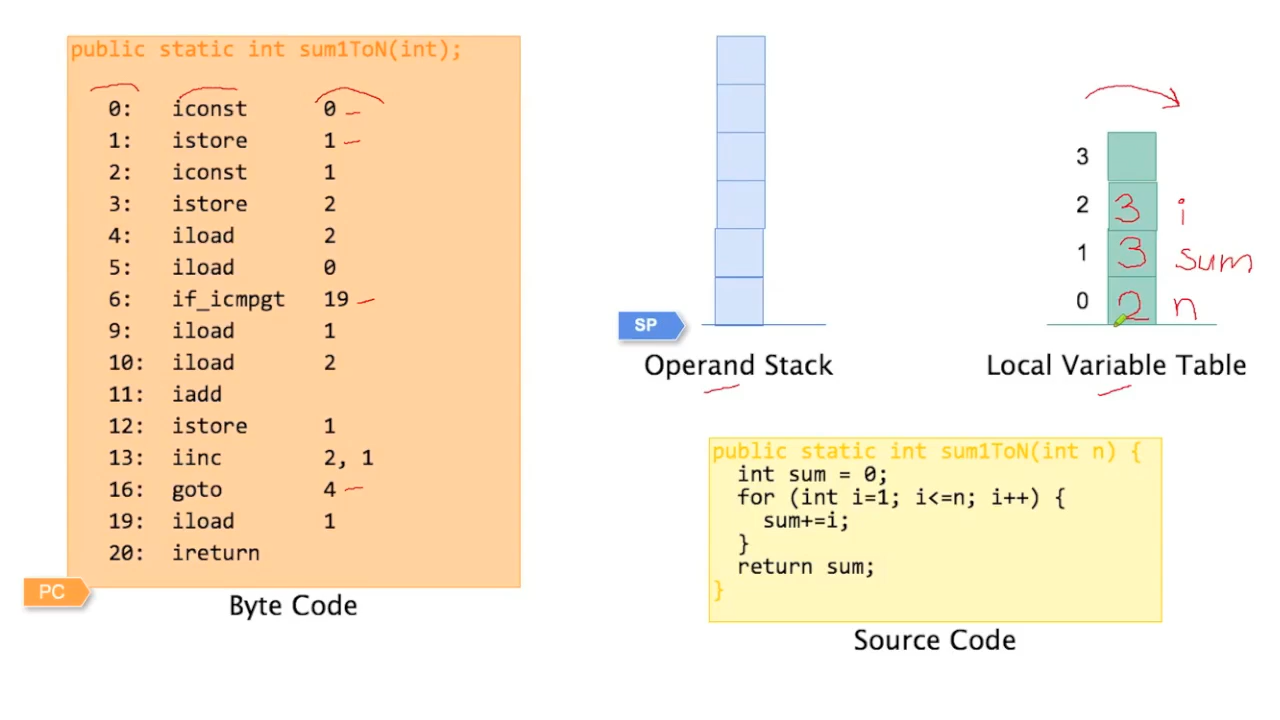 public static int sum1ToN(int);
0: iconst 0
1: istore 1
2: iconst 1
3: istore 2
4: iload 2
5: iload 0
6: if_icmpgt 19
9: iload 1
10: iload 2
11: iadd
12: istore 1
13: iinc 2, 1
16: goto 4
19: iload 1
20: ireturn
PC
Byte Code
SP
Operand Stack
3
2 3 i
1 3 sum
0 2 n
Local Variable Table
public static int sum1ToN(int n) {
int sum = 0;
for (int i=1; i<=n; i++) {
sum+=i;
}
return sum;
}
Source Code